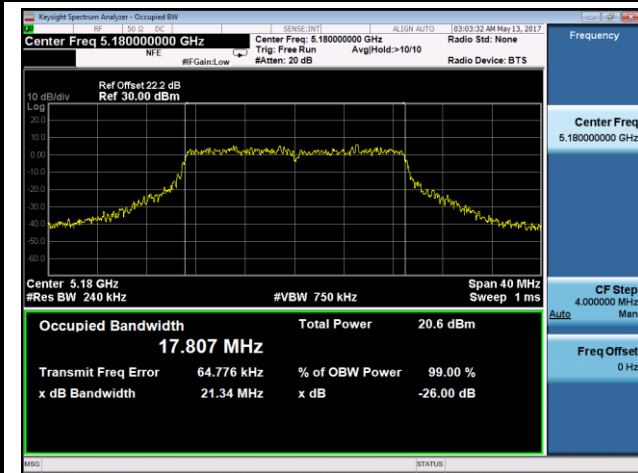 Keysight Spectrum Analyzer - Occupied BW
RF 50 Ω DC SENSE:INT ALIGN AUTO 03:03:32 AM May 13, 2017
Center Freq 5.180000000 GHz Center Freq: 5.180000000 GHz Radio Std: None Frequency
NFE Trig: Free Run Avg|Hold:>10/10
#IFGain:Low #Atten: 20 dB Radio Device: BTS
Ref Offset 22.2 dB
10 dB/div Ref 30.00 dBm
Log
20.0
10.0
0.00
-10.0
-20.0
-30.0
-40.0
-50.0
-60.0
Center Freq
5.180000000 GHz
Center 5.18 GHz Span 40 MHz
#Res BW 240 kHz #VBW 750 kHz Sweep 1 ms
CF Step
4.000000 MHz
Auto Man
Occupied Bandwidth Total Power 20.6 dBm
17.807 MHz
Transmit Freq Error 64.776 kHz % of OBW Power 99.00 %
x dB Bandwidth 21.34 MHz x dB -26.00 dB
Freq Offset
0 Hz
MSG STATUS